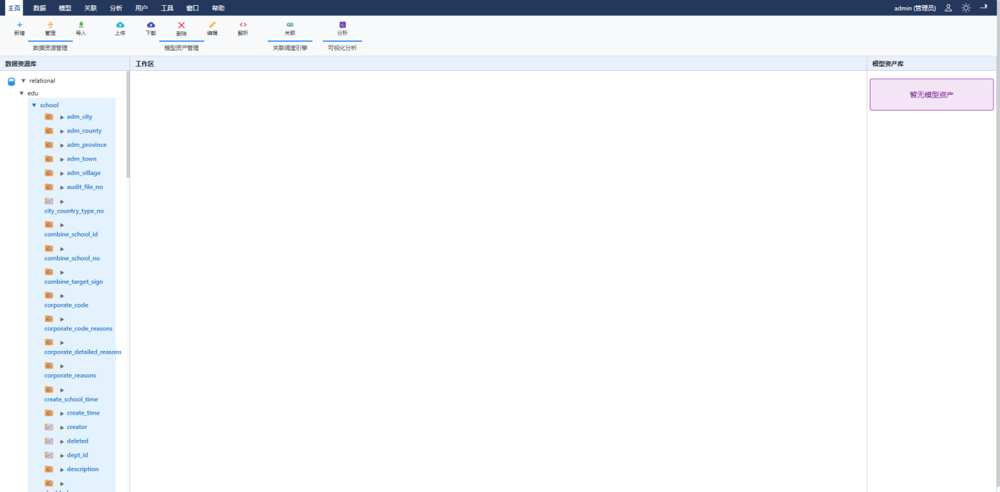 主页 数据 模型 关联 分析 用户 工具 窗口 帮助 admin (管理员)
新增 管理 导入 上传 下载 删除 编辑 解析 关联 分析
数据资源管理 模型资产管理 关联调度引擎 可视化分析
数据资源库 工作区 模型资产库
relational
edu
school
adm_city
adm_county
adm_province
adm_town
adm_village
audit_file_no
city_country_type_no
combine_school_id
combine_school_no
combine_target_sign
corporate_code
corporate_code_reasons
corporate_detailed_reasons
corporate_reasons
create_school_time
create_time
creator
deleted
dept_id
description
暂无模型资产